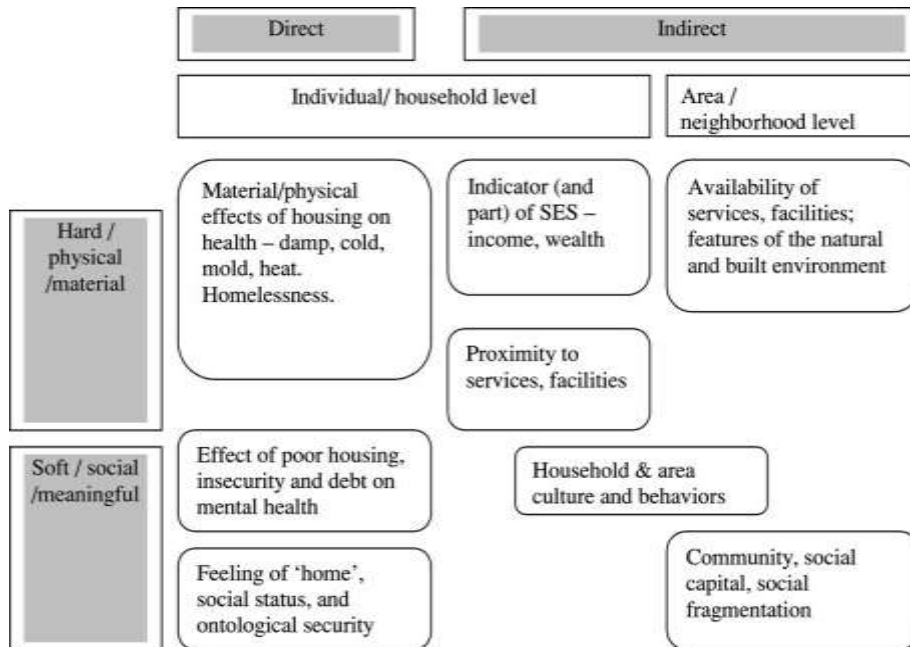 Direct
Indirect
Individual/ household level
Area /
neighborhood level
Hard /
physical
/material
Material/physical
effects of housing on
health – damp, cold,
mold, heat.
Homelessness.
Indicator (and
part) of SES –
income, wealth
Availability of
services, facilities;
features of the natural
and built environment
Proximity to
services, facilities
Soft / social
/meaningful
Effect of poor housing,
insecurity and debt on
mental health
Household & area
culture and behaviors
Feeling of ‘home’,
social status, and
ontological security
Community, social
capital, social
fragmentation